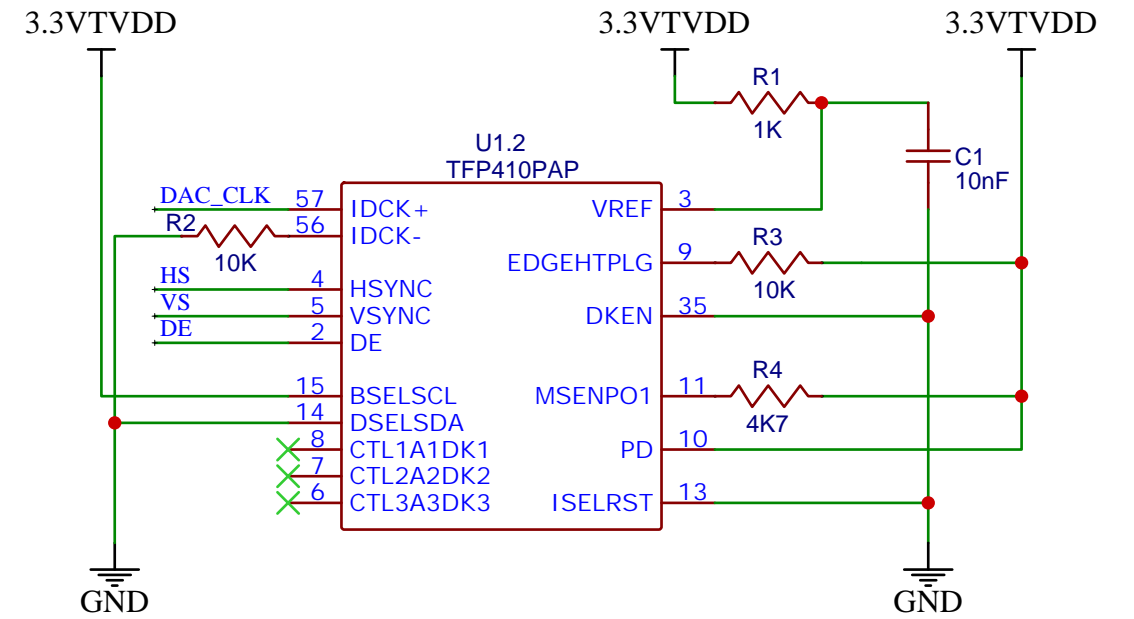 3.3VTVDD 3.3VTVDD 3.3VTVDD
R1
1K
C1
10nF
U1.2
TFP410PAP
DAC_CLK 57 IDCK+ VREF 3
R2 56 IDCK-
10K
EDGEHTPLG 9 R3
10K
HS 4 HSYNC
VS 5 VSYNC DKEN 35
DE 2 DE
R4
15 BSELSCL MSENPO1 11
4K7
14 DSELSDA
8 CTL1A1DK1 PD 10
7 CTL2A2DK2
6 CTL3A3DK3 ISELRST 13
GND GND